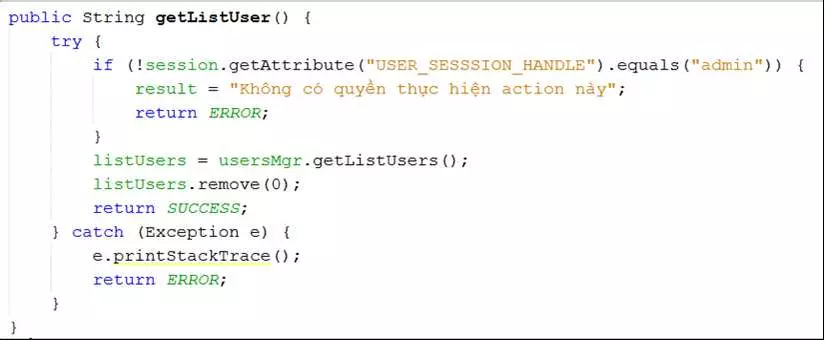 public String getListUser() {
    try {
        if (!session.getAttribute("USER_SESSSION_HANDLE").equals("admin")) {
            result = "Không có quyền thực hiện action này";
            return ERROR;
        }
        listUsers = usersMgr.getListUsers();
        listUsers.remove(0);
        return SUCCESS;
    } catch (Exception e) {
        e.printStackTrace();
        return ERROR;
    }
}